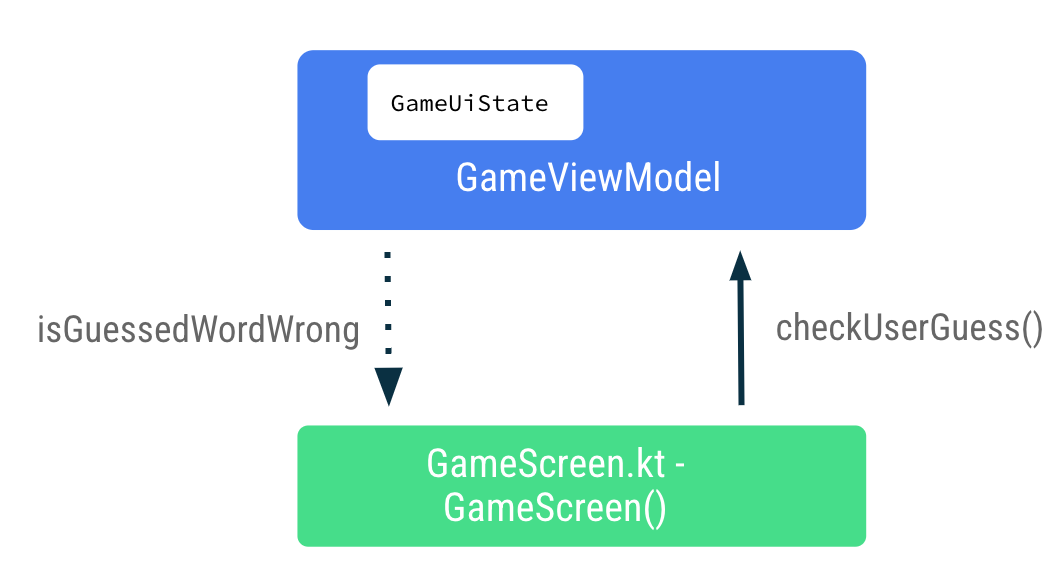 GameUiState
GameViewModel
isGuessedWordWrong
checkUserGuess()
GameScreen.kt -
GameScreen()